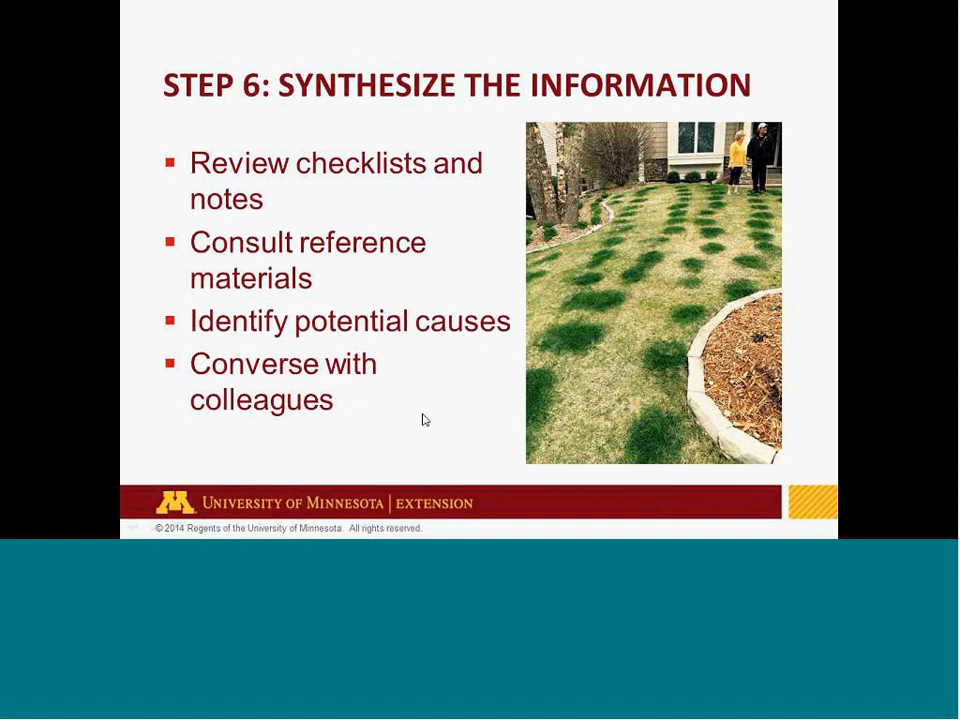 STEP 6: SYNTHESIZE THE INFORMATION
▪ Review checklists and
notes
▪ Consult reference
materials
▪ Identify potential causes
▪ Converse with
colleagues
UNIVERSITY OF MINNESOTA | EXTENSION
© 2014 Regents of the University of Minnesota. All rights reserved.